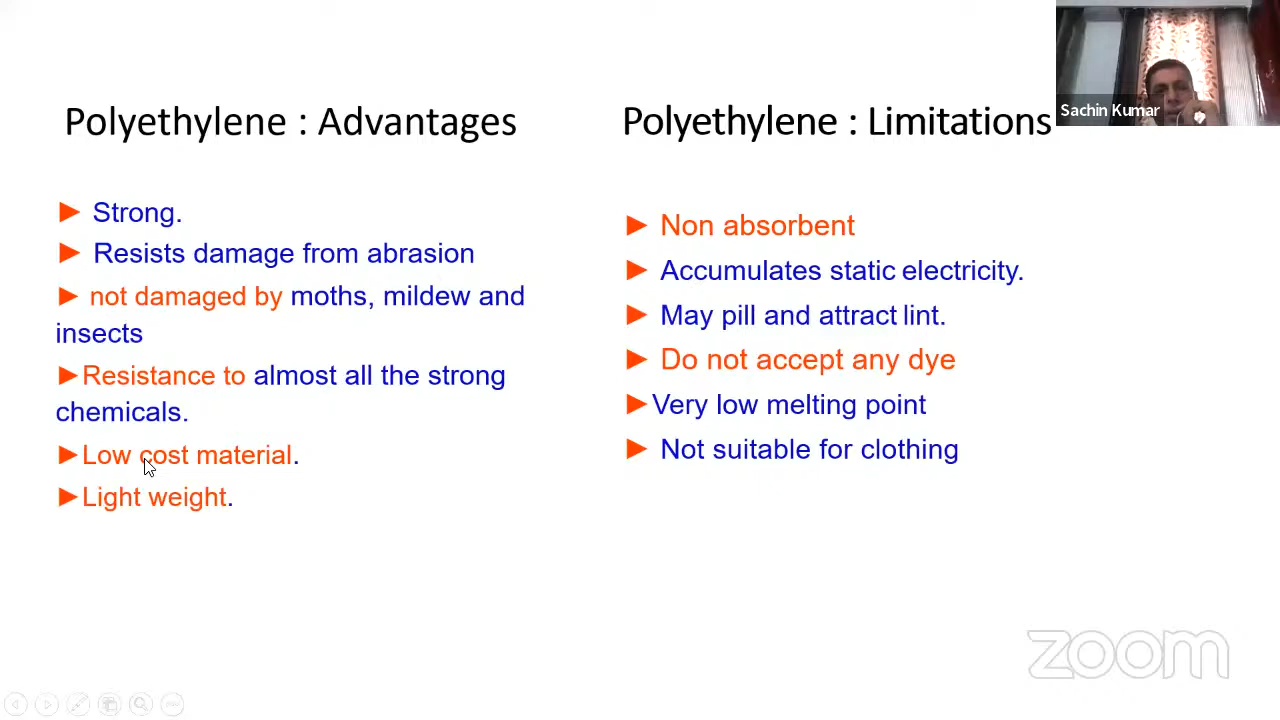 Polyethylene : Advantages
► Strong.
► Resists damage from abrasion
► not damaged by moths, mildew and
insects
►Resistance to almost all the strong
chemicals.
►Low cost material.
►Light weight.
Polyethylene : Limitations
► Non absorbent
► Accumulates static electricity.
► May pill and attract lint.
► Do not accept any dye
►Very low melting point
► Not suitable for clothing
Sachin Kumar
zoom